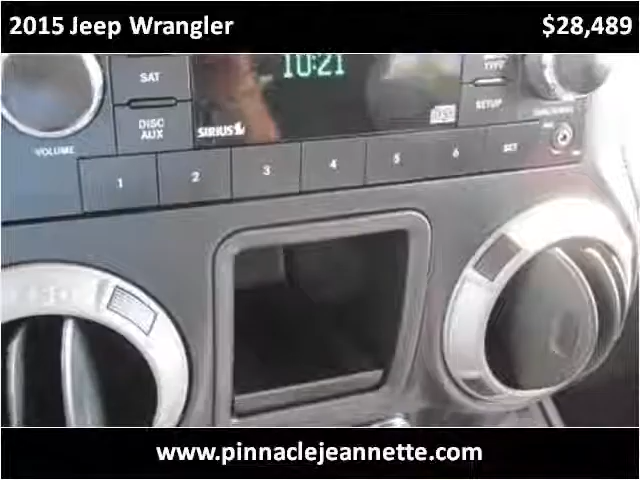 2015 Jeep Wrangler $28,489
10:21
SAT
TYPE
DISC
AUX
SETUP
SIRIUS
VOLUME
1 2 3 4 5 6 SET
www.pinnaclejeannette.com